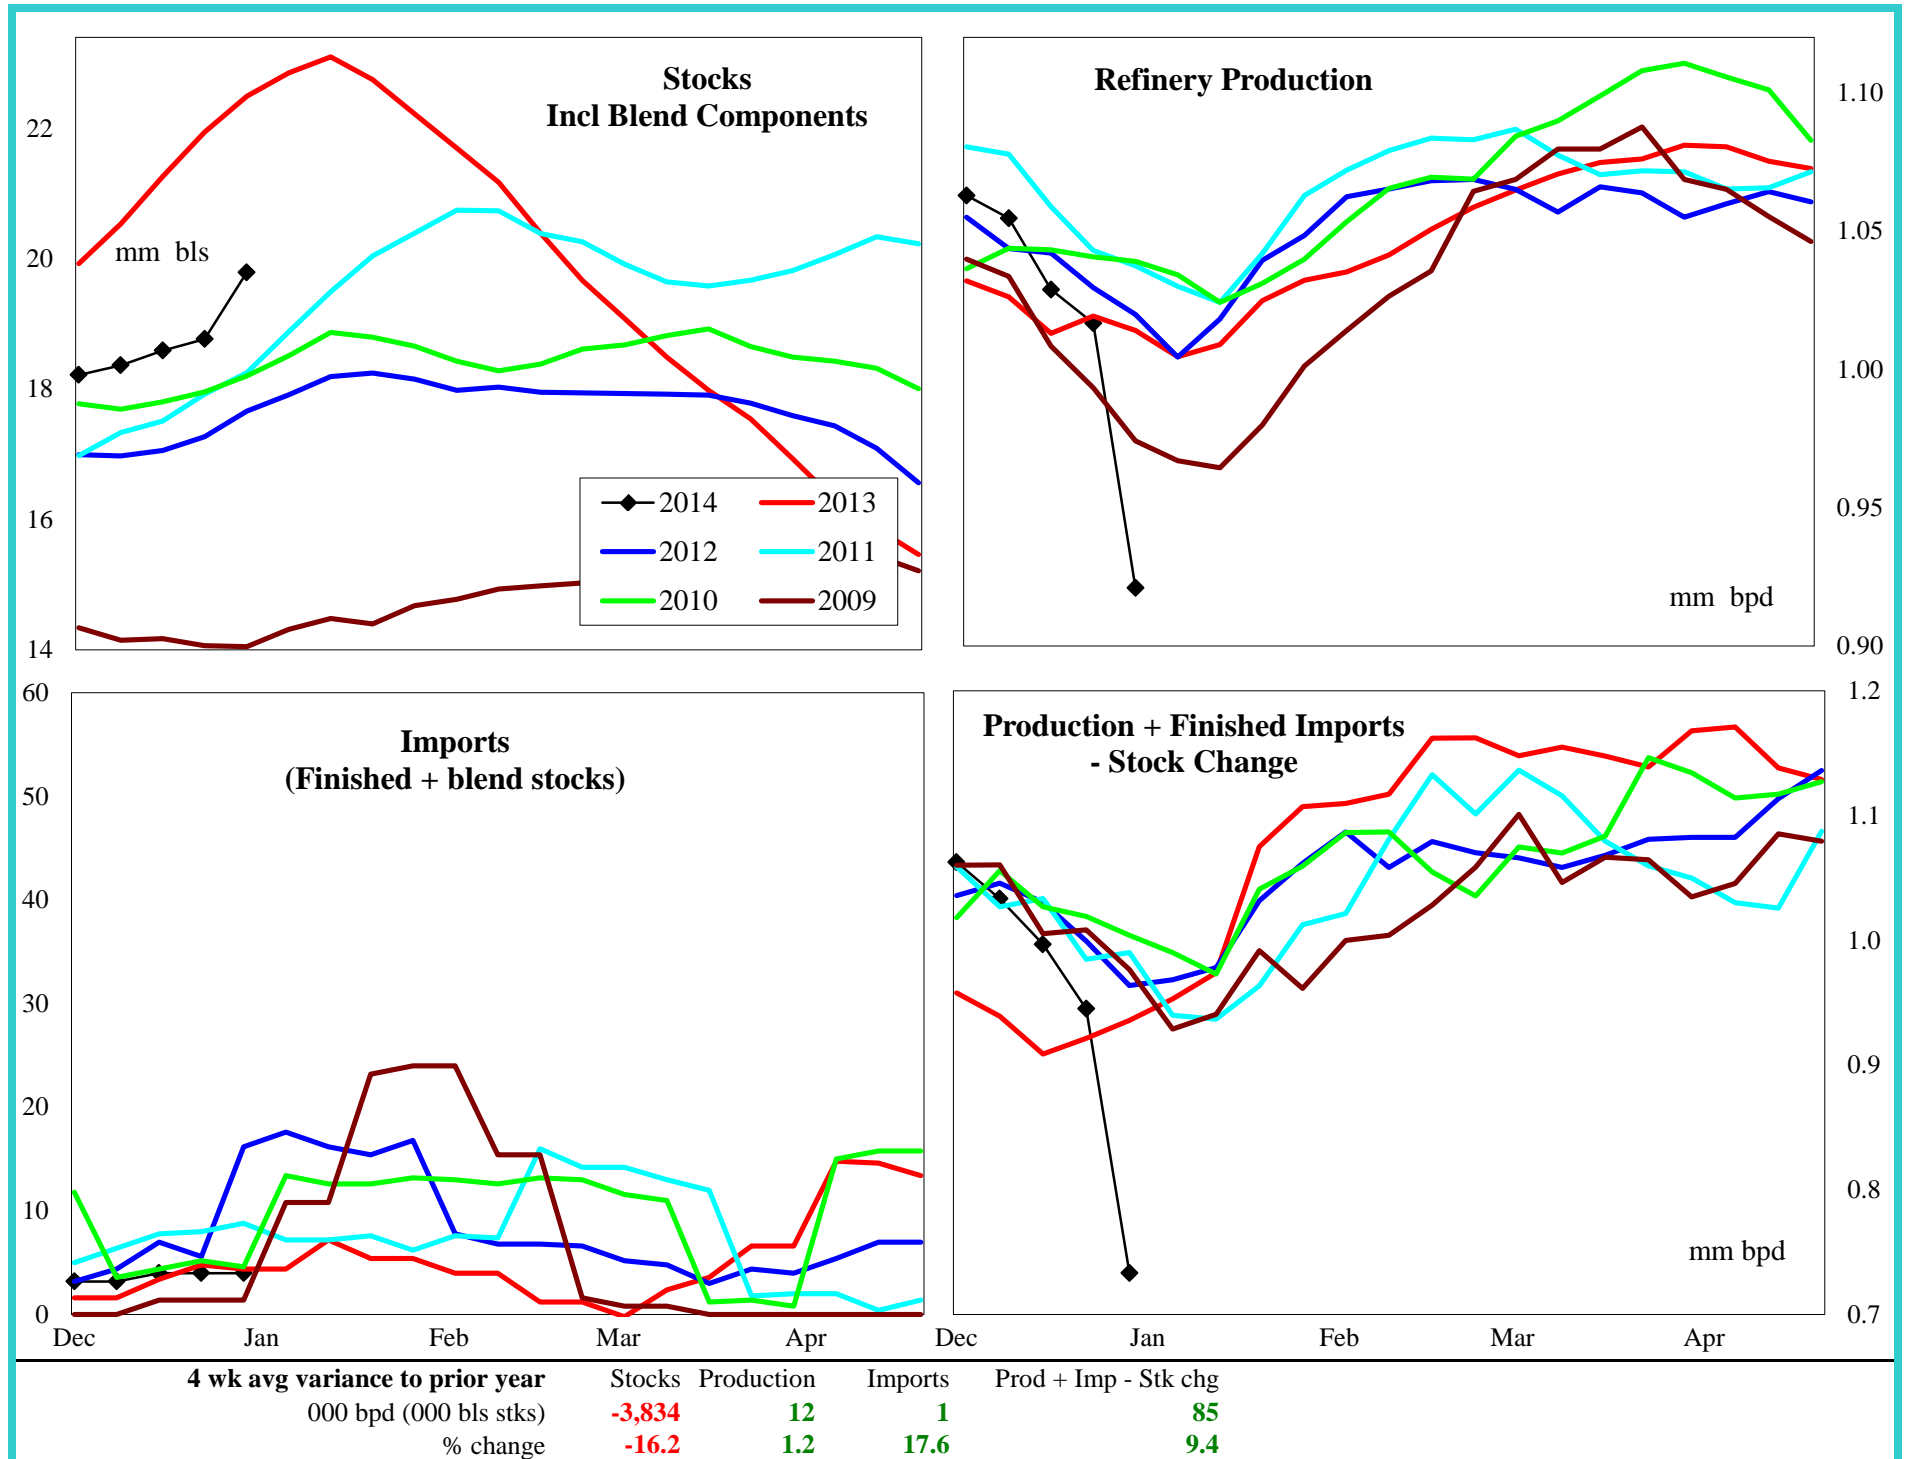 Stocks
Incl Blend Components
mm bls
22
20
18
16
14
2014
2013
2012
2011
2010
2009
Refinery Production
1.10
1.05
1.00
0.95
0.90
mm bpd
Imports
(Finished + blend stocks)
60
50
40
30
20
10
0
Dec Jan Feb Mar Apr
Production + Finished Imports
- Stock Change
1.2
1.1
1.0
0.9
0.8
0.7
mm bpd
Dec Jan Feb Mar Apr
4 wk avg variance to prior year Stocks Production Imports Prod + Imp - Stk chg
000 bpd (000 bls stks) -3,834 12 1 85
% change -16.2 1.2 17.6 9.4